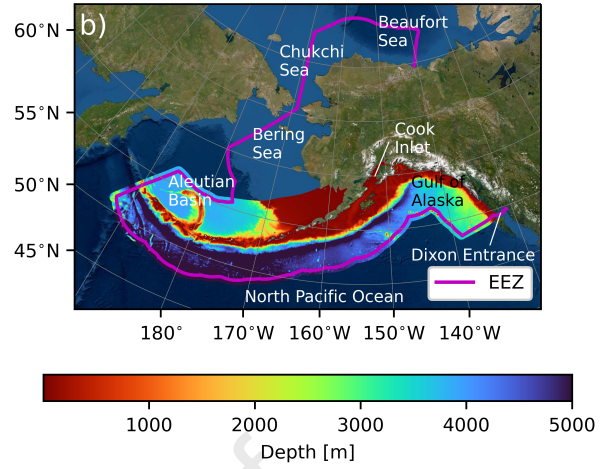 b)
60°N
55°N
50°N
45°N
Beaufort
Sea
Chukchi
Sea
Bering
Sea
Cook
Inlet
Aleutian
Basin
Gulf of
Alaska
Dixon Entrance
North Pacific Ocean
EEZ
180°
170°W
160°W
150°W
140°W
1000
2000
3000
4000
5000
Depth [m]